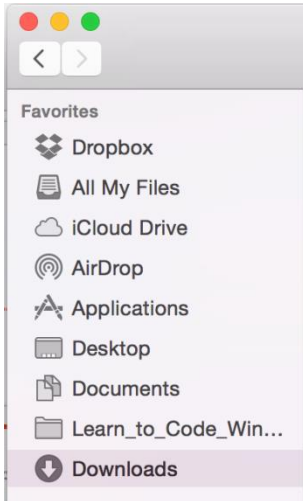 Favorites
Dropbox
All My Files
iCloud Drive
AirDrop
Applications
Desktop
Documents
Learn_to_Code_Win...
Downloads